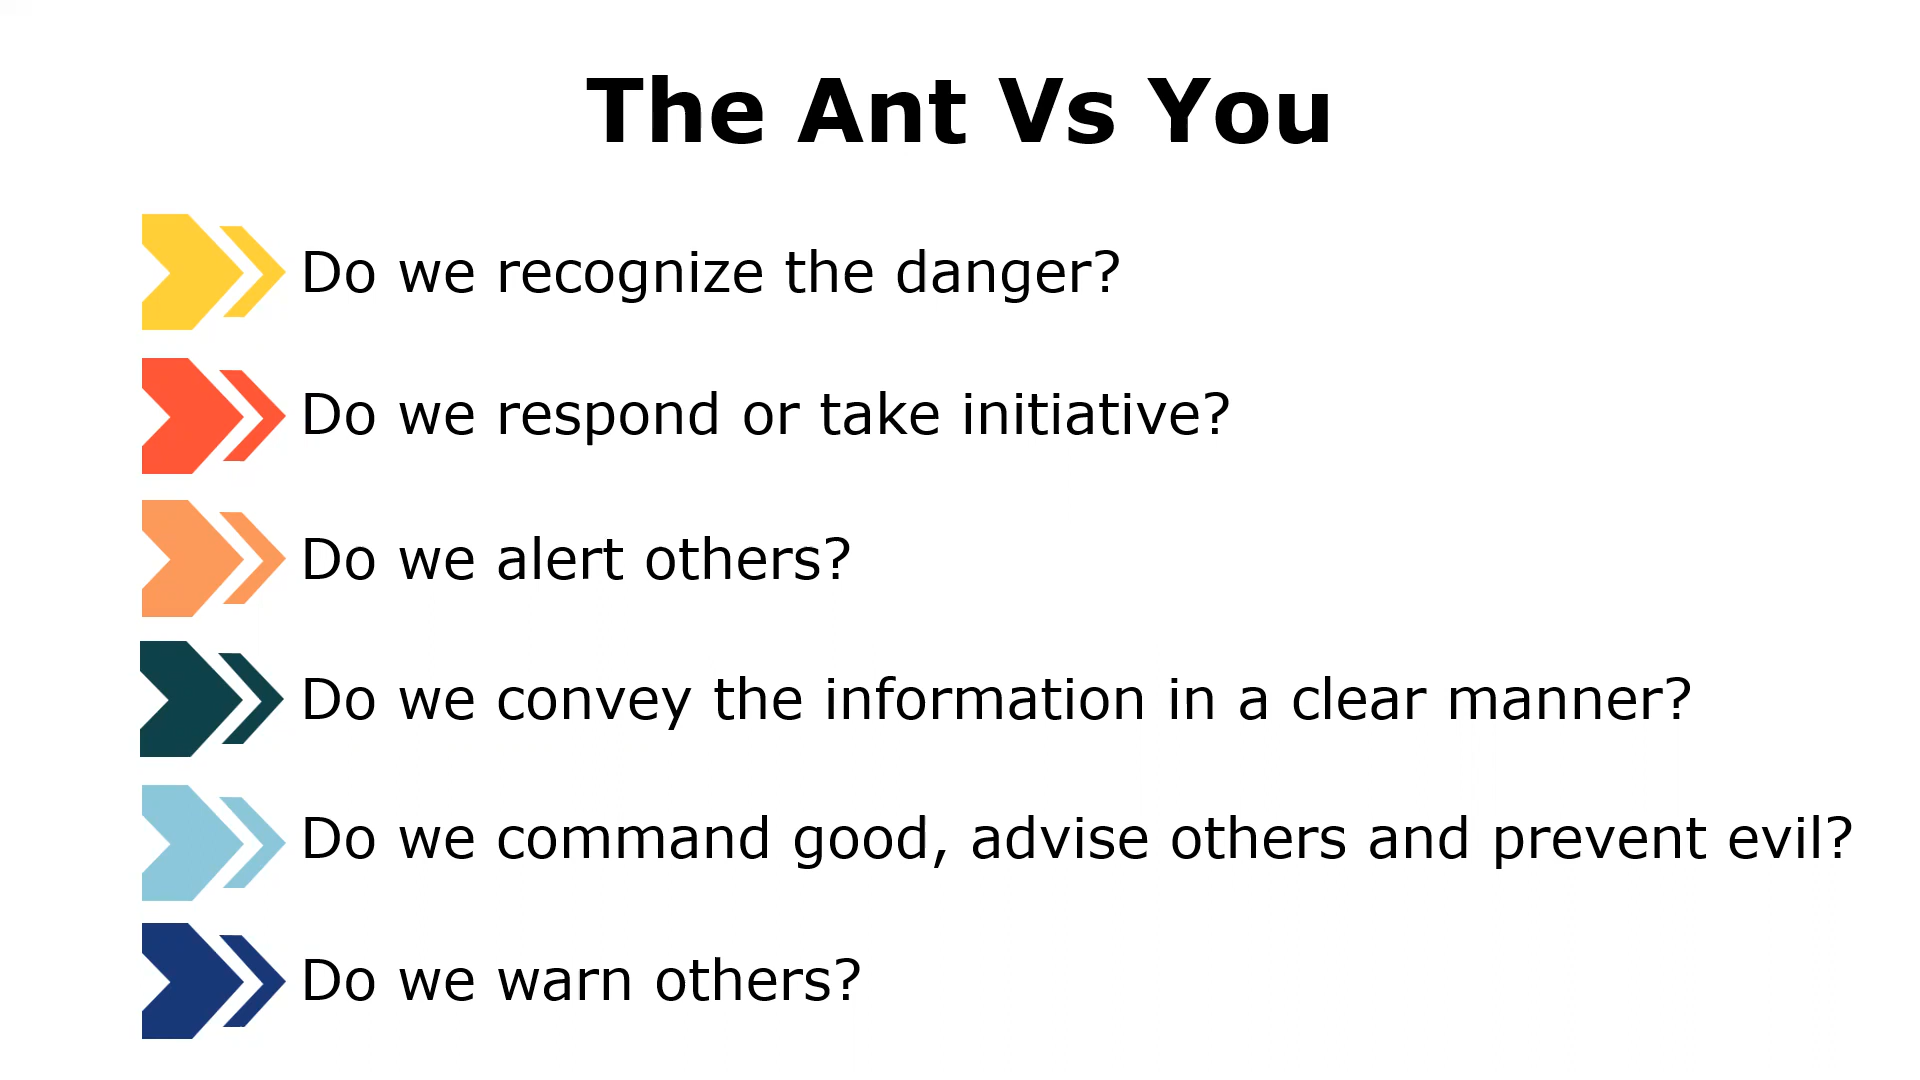 The Ant Vs You
Do we recognize the danger?
Do we respond or take initiative?
Do we alert others?
Do we convey the information in a clear manner?
Do we command good, advise others and prevent evil?
Do we warn others?